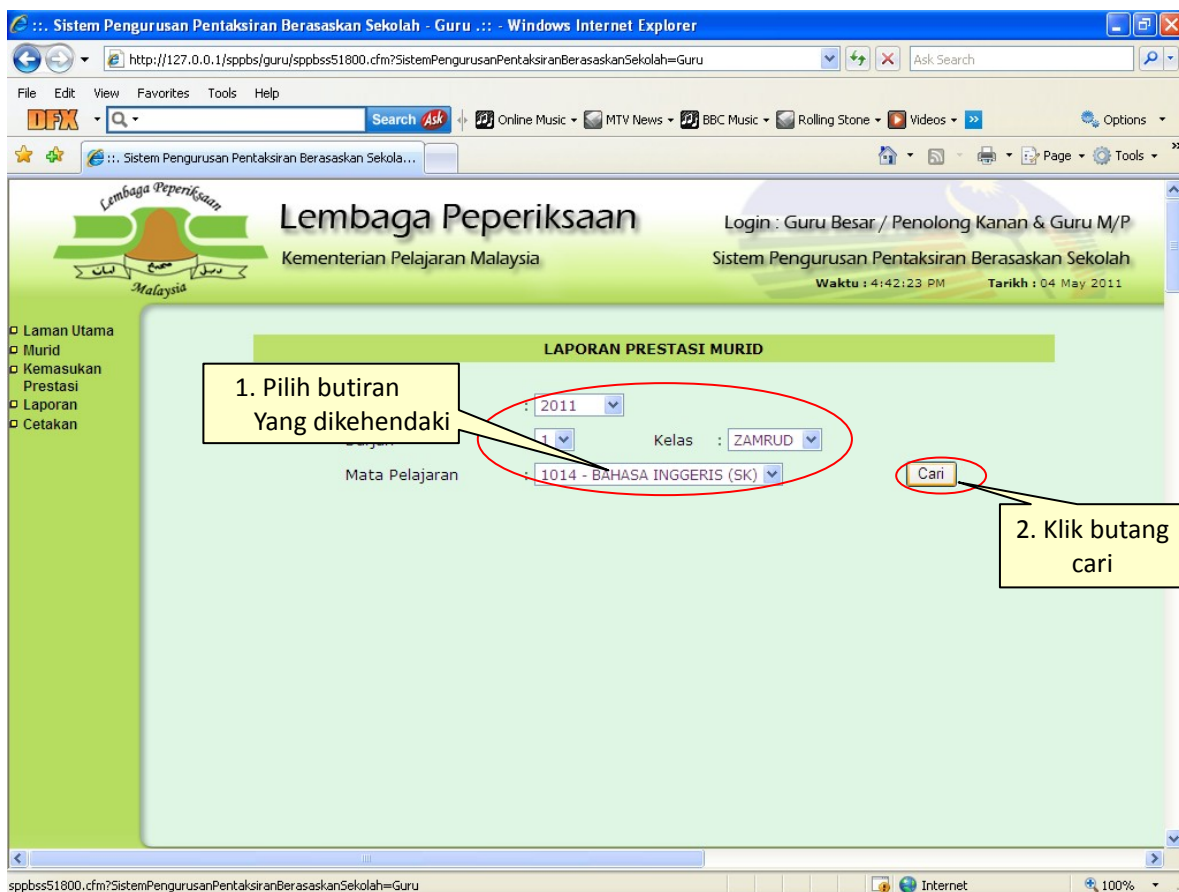 ::. Sistem Pengurusan Pentaksiran Berasaskan Sekolah - Guru .:: - Windows Internet Explorer
http://127.0.0.1/sppbs/guru/sppbss51800.cfm?SistemPengurusanPentaksiranBerasaskanSekolah=Guru
Ask Search
File Edit View Favorites Tools Help
DFX Search Ask Online Music MTV News BBC Music Rolling Stone Videos Options
::. Sistem Pengurusan Pentaksiran Berasaskan Sekola... Page Tools
Lembaga Peperiksaan
Malaysia
Lembaga Peperiksaan
Kementerian Pelajaran Malaysia
Login : Guru Besar / Penolong Kanan & Guru M/P
Sistem Pengurusan Pentaksiran Berasaskan Sekolah
Waktu : 4:42:23 PM Tarikh : 04 May 2011
Laman Utama
Murid
Kemasukan
Prestasi
Laporan
Cetakan
LAPORAN PRESTASI MURID
1. Pilih butiran
Yang dikehendaki
: 2011
1 Kelas : ZAMRUD
Mata Pelajaran : 1014 - BAHASA INGGERIS (SK)
Cari
2. Klik butang
cari
sppbss51800.cfm?SistemPengurusanPentaksiranBerasaskanSekolah=Guru
Internet 100%